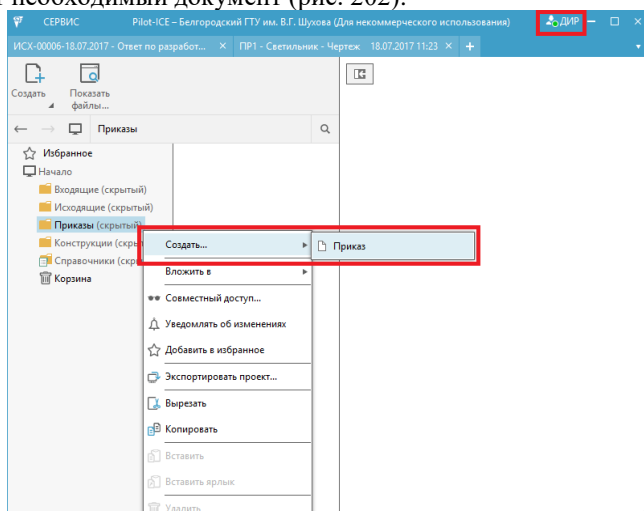 необходимый документ (рис. 202).
СЕРВИС Pilot-ICE – Белгородский ГТУ им. В.Г. Шухова (Для некоммерческого использования) ДИР
ИСХ-00006-18.07.2017 - Ответ по разработ... × ПР1 - Светильник - Чертеж 18.07.2017 11:23 × +
Создать Показать
файлы...
Приказы
Избранное
Начало
Входящие (скрытый)
Исходящие (скрытый)
Приказы (скрытый)
Конструкции (скры
Справочники (скры
Корзина
Создать...
Приказ
Вложить в
Совместный доступ...
Уведомлять об изменениях
Добавить в избранное
Экспортировать проект...
Вырезать
Копировать
Вставить
Вставить ярлык
Удалить